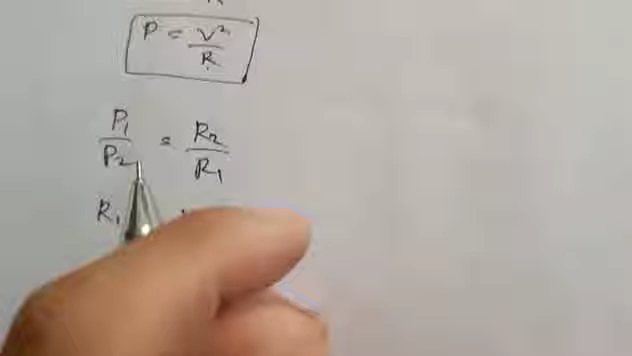 P = V²/R
P₁/P₂ = R₂/R₁
R₁